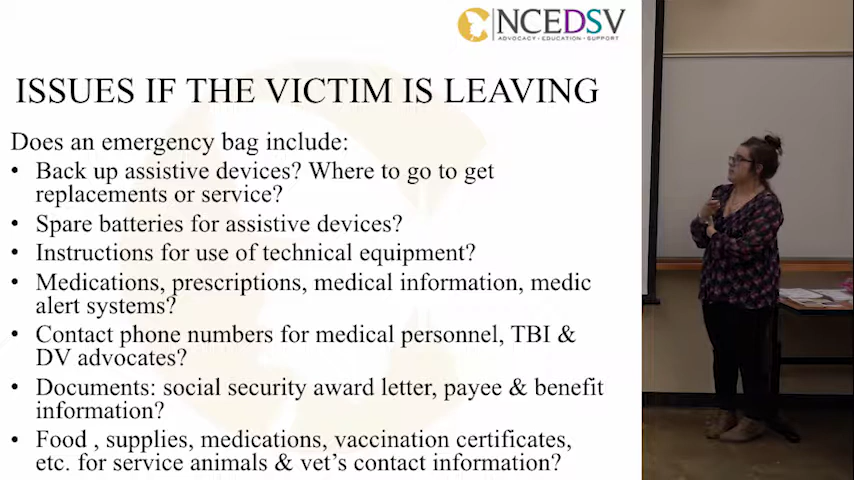 NCEDSV
ADVOCACY • EDUCATION • SUPPORT
ISSUES IF THE VICTIM IS LEAVING
Does an emergency bag include:
• Back up assistive devices? Where to go to get
replacements or service?
• Spare batteries for assistive devices?
• Instructions for use of technical equipment?
• Medications, prescriptions, medical information, medic
alert systems?
• Contact phone numbers for medical personnel, TBI &
DV advocates?
• Documents: social security award letter, payee & benefit
information?
• Food , supplies, medications, vaccination certificates,
etc. for service animals & vet's contact information?